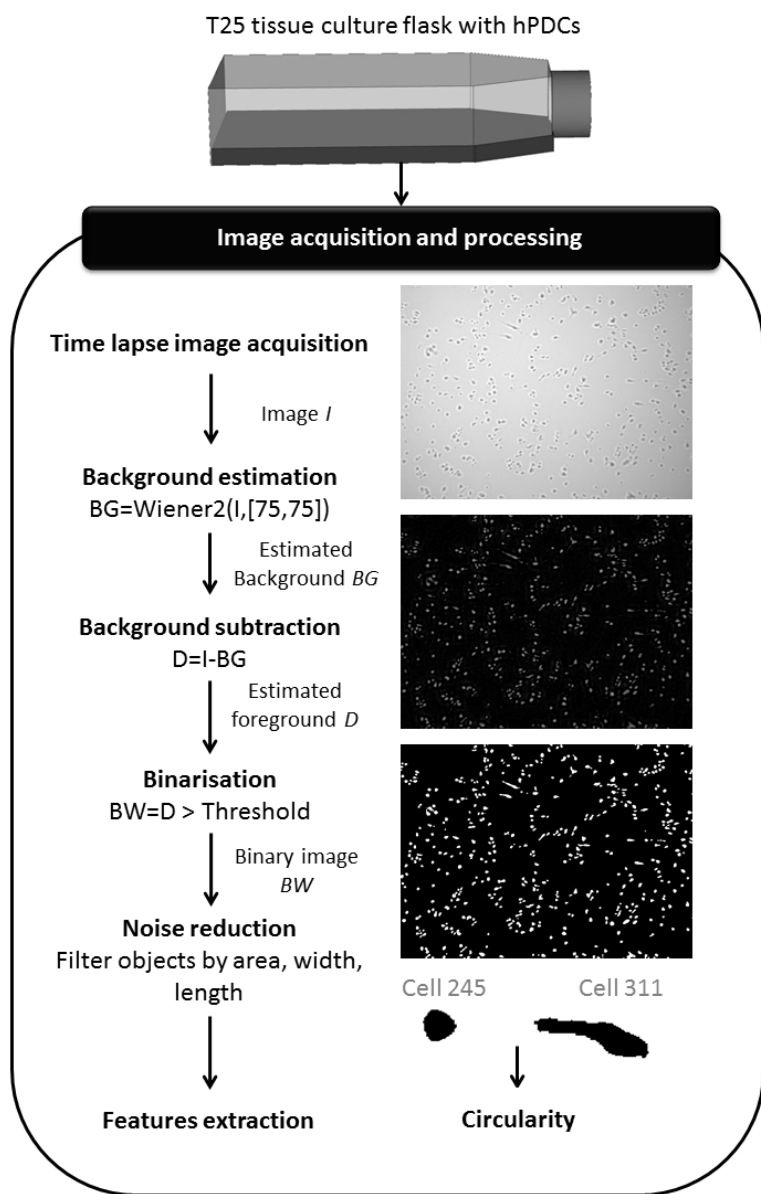 T25 tissue culture flask with hPDCs
Image acquisition and processing
Time lapse image acquisition
Image I
Background estimation
BG=Wiener2(I,[75,75])
Estimated
Background BG
Background subtraction
D=I-BG
Estimated
foreground D
Binarisation
BW=D > Threshold
Binary image
BW
Noise reduction
Filter objects by area, width,
length
Cell 245
Cell 311
Features extraction
Circularity